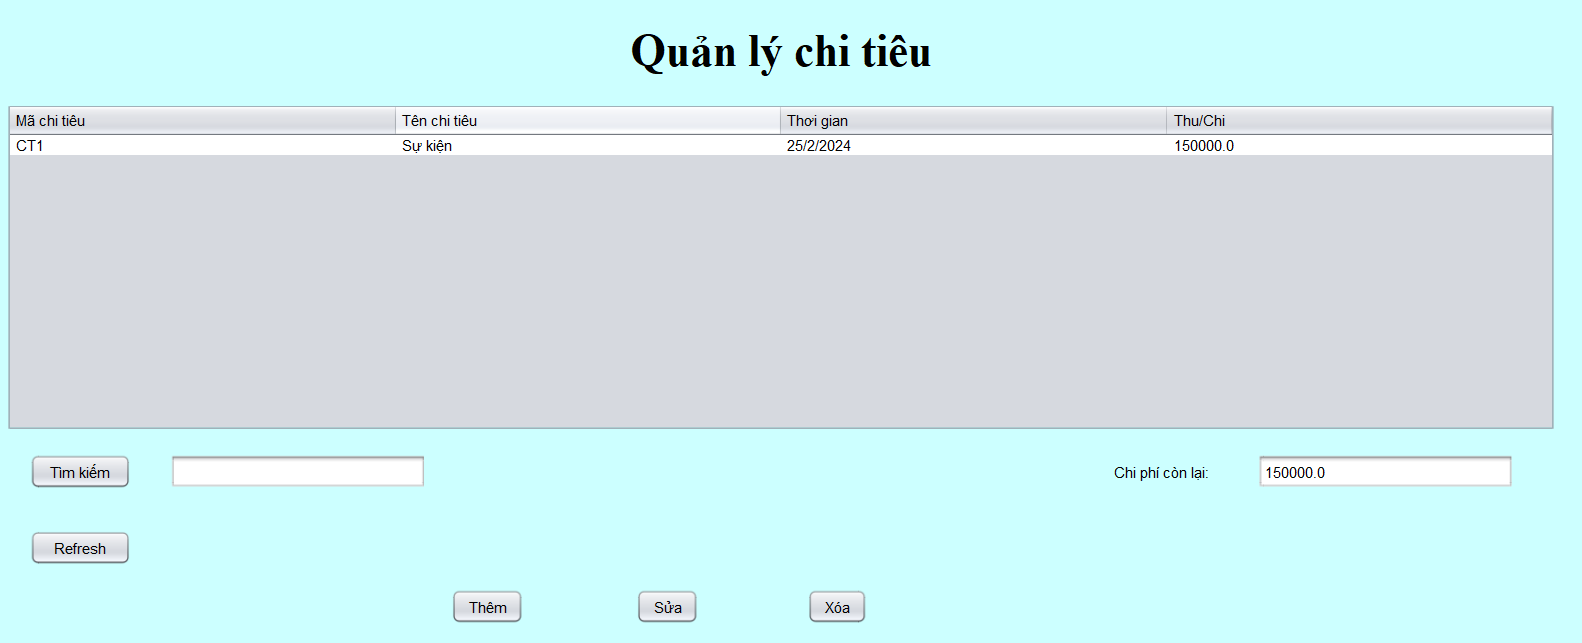 Quản lý chi tiêu
Mã chi tiêu Tên chi tiêu Thời gian Thu/Chi
CT1 Sự kiện 25/2/2024 150000.0
Tìm kiếm Chi phí còn lại: 150000.0
Refresh
Thêm Sửa Xóa